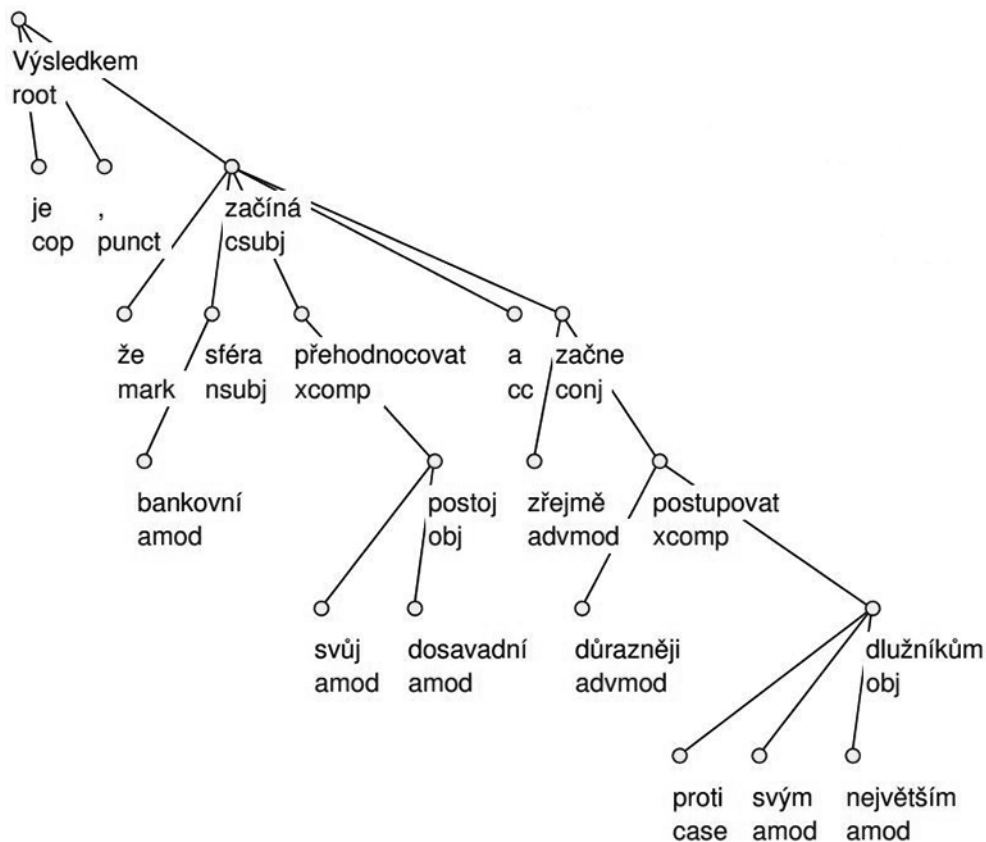 Výsledkem
root
je , začíná
cop punct csubj
že sféra přehodnocovat a začne
mark nsubj xcomp cc conj
bankovní postoj zřejmě postupovat
amod obj advmod xcomp
svůj dosavadní důrazněji dlužníkům
amod amod advmod obj
proti svým největším
case amod amod